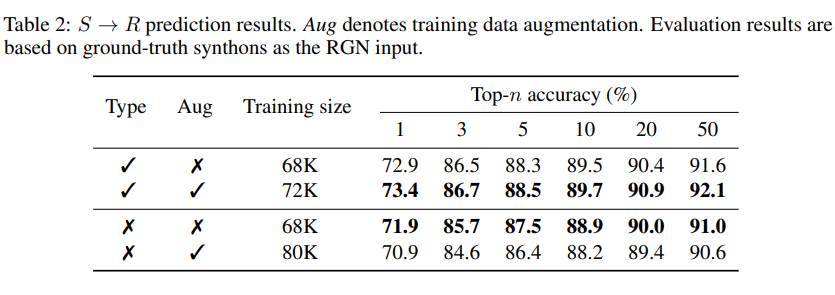 Table 2: S → R prediction results. Aug denotes training data augmentation. Evaluation results are
based on ground-truth synthons as the RGN input.
Type Aug Training size Top-n accuracy (%)
1 3 5 10 20 50
✓ ✗ 68K 72.9 86.5 88.3 89.5 90.4 91.6
✓ ✓ 72K 73.4 86.7 88.5 89.7 90.9 92.1
✗ ✗ 68K 71.9 85.7 87.5 88.9 90.0 91.0
✗ ✓ 80K 70.9 84.6 86.4 88.2 89.4 90.6